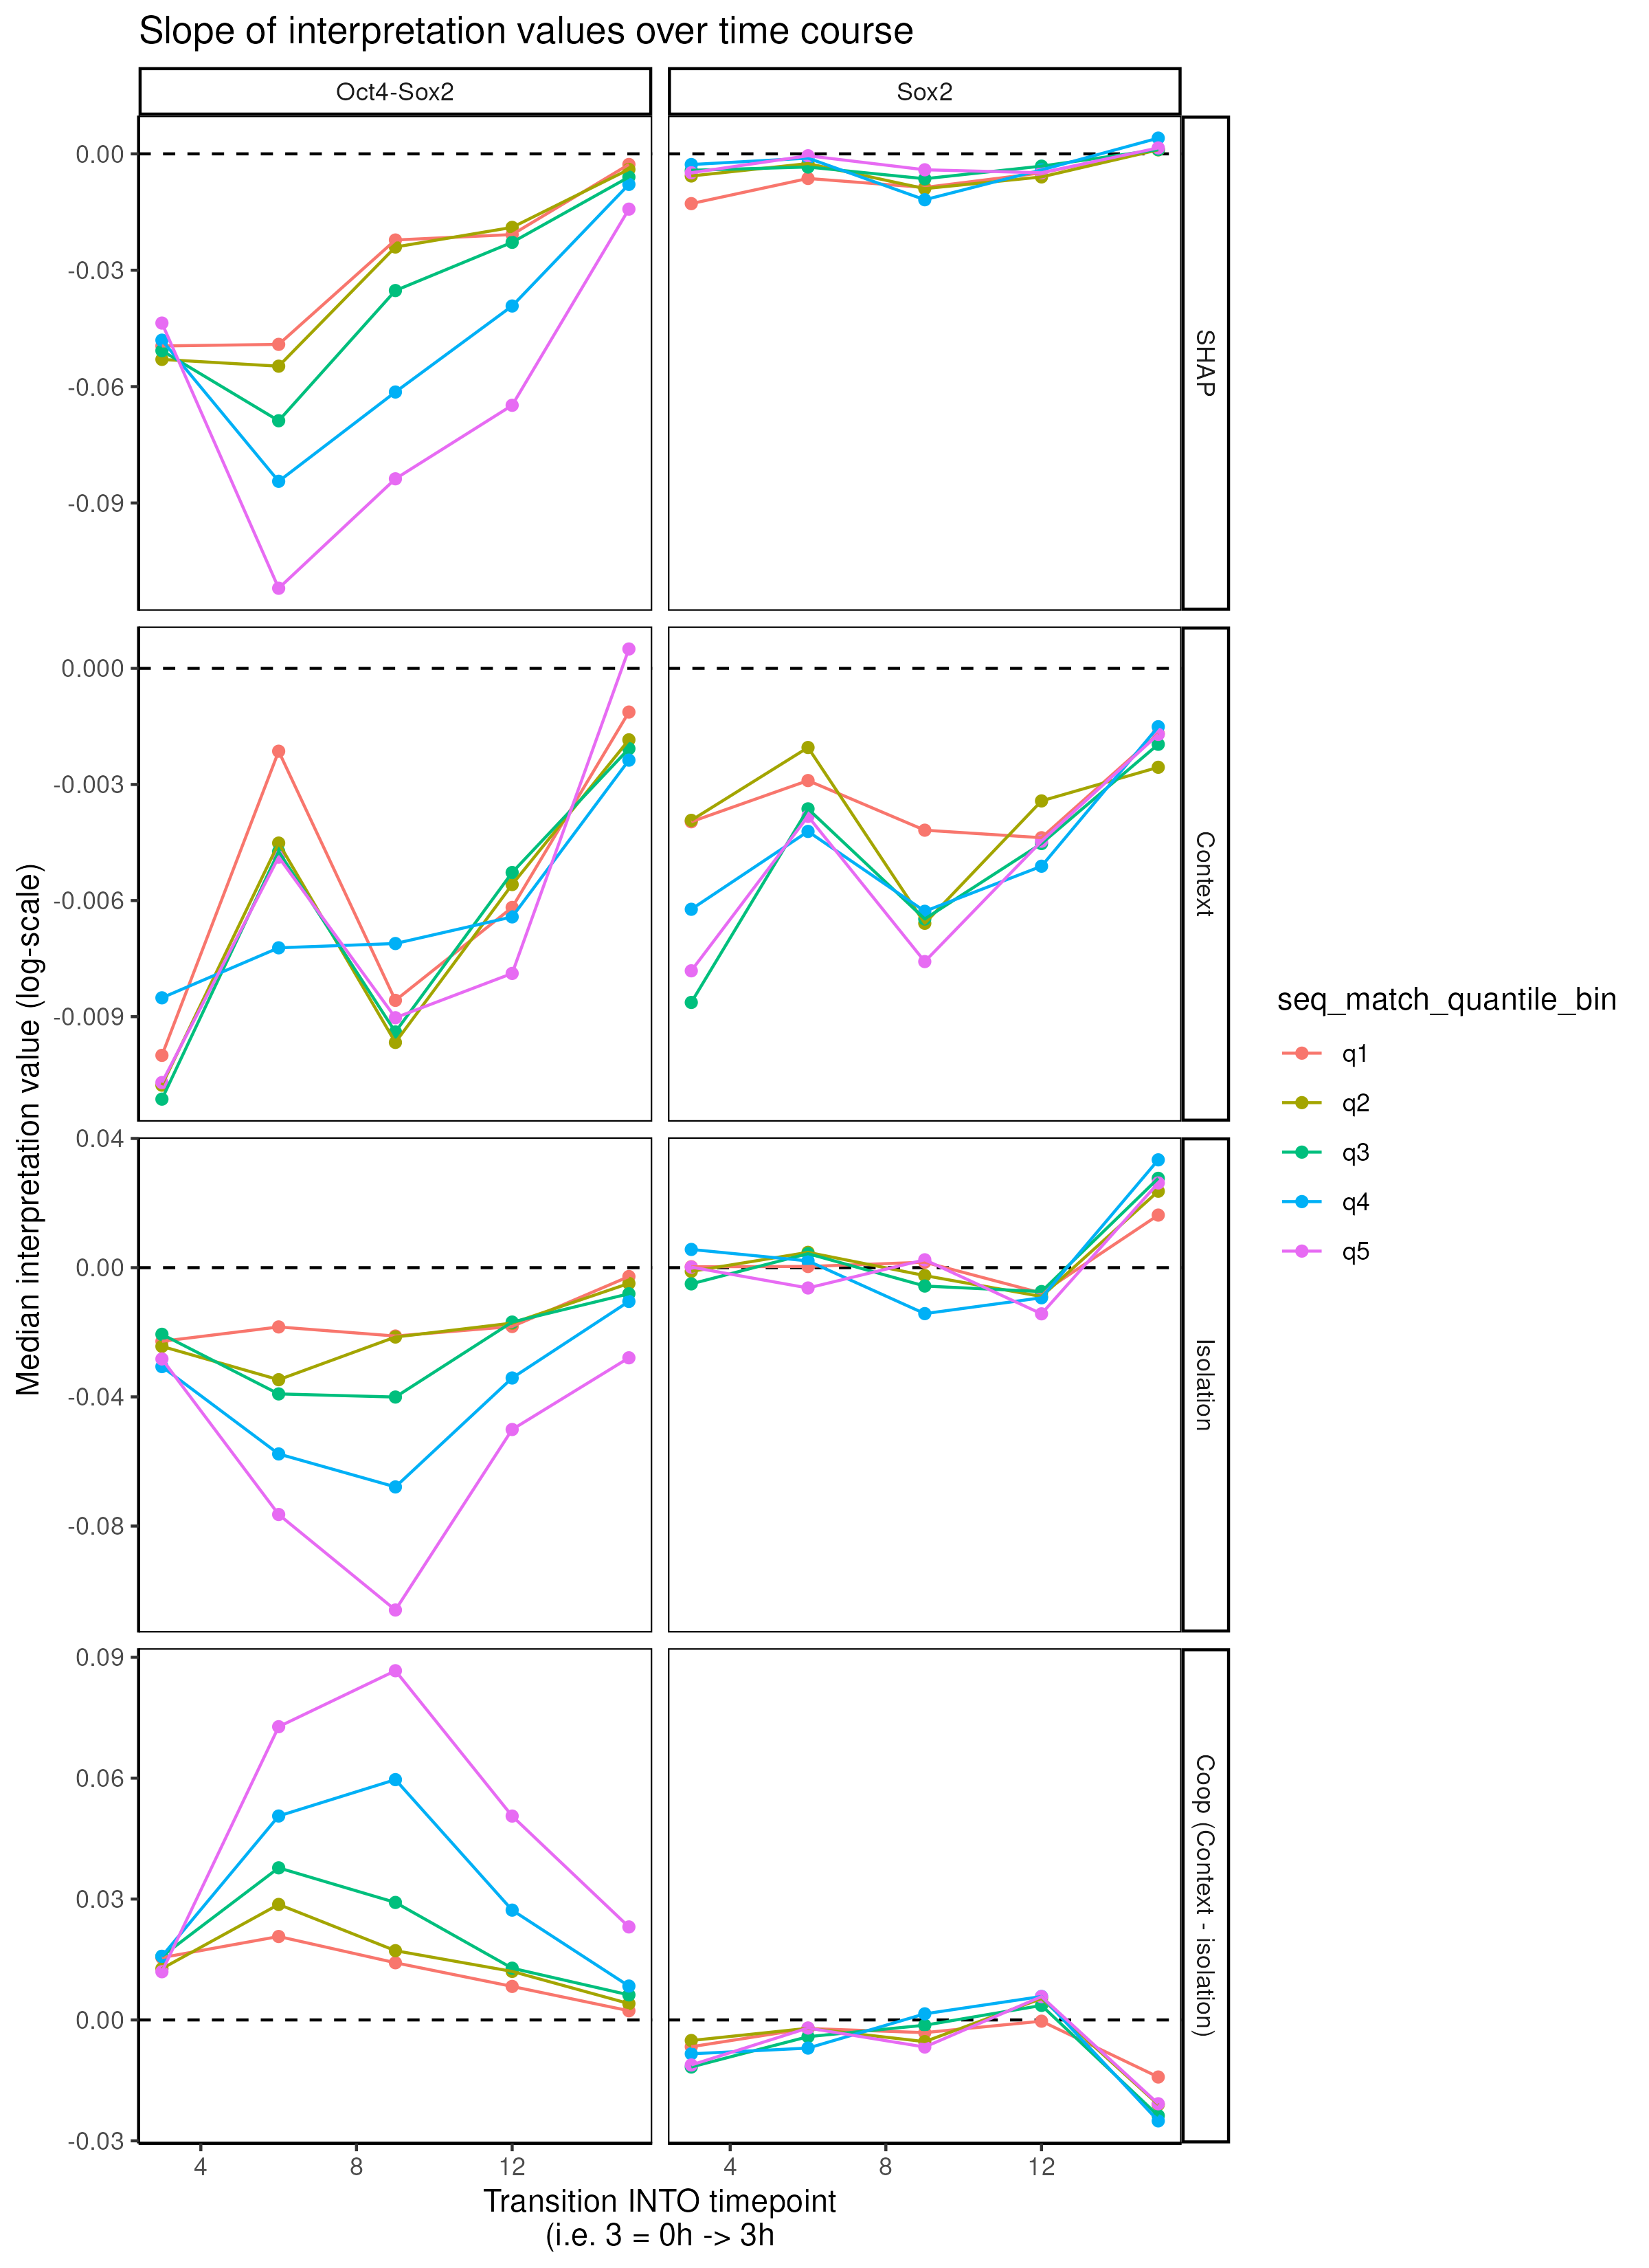 Slope of interpretation values over time course
Oct4-Sox2
Sox2
0.00
-0.03
-0.06
-0.09
SHAP
0.000
-0.003
-0.006
-0.009
Context
0.04
0.00
-0.04
-0.08
Isolation
0.09
0.06
0.03
0.00
-0.03
Coop (Context - isolation)
4
8
12
4
8
12
Transition INTO timepoint
(i.e. 3 = 0h -> 3h
Median interpretation value (log-scale)
seq_match_quantile_bin
q1
q2
q3
q4
q5